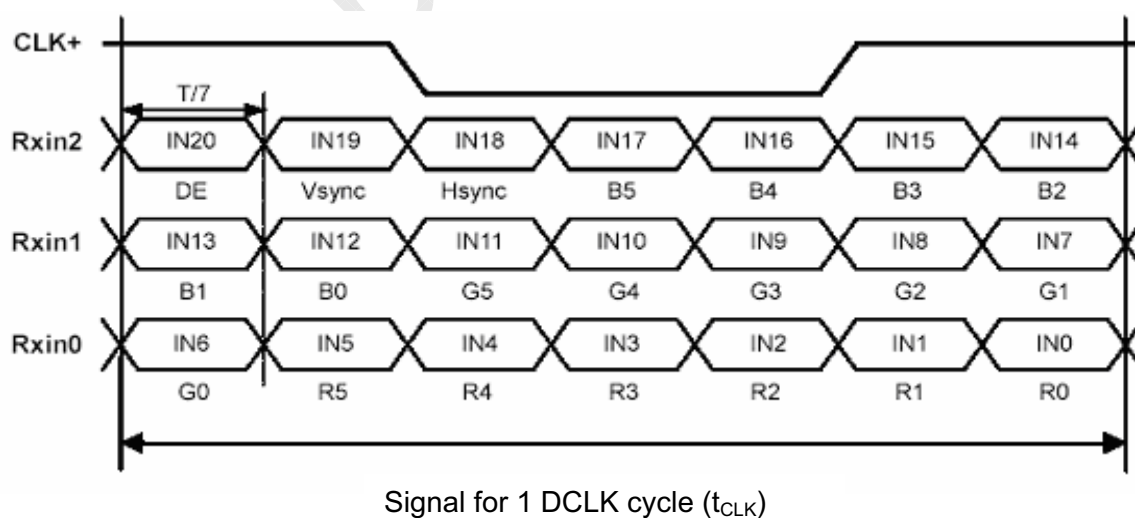 CLK+
T/7
Rxin2 IN20 IN19 IN18 IN17 IN16 IN15 IN14
DE Vsync Hsync B5 B4 B3 B2
Rxin1 IN13 IN12 IN11 IN10 IN9 IN8 IN7
B1 B0 G5 G4 G3 G2 G1
Rxin0 IN6 IN5 IN4 IN3 IN2 IN1 IN0
G0 R5 R4 R3 R2 R1 R0
Signal for 1 DCLK cycle (tCLK)